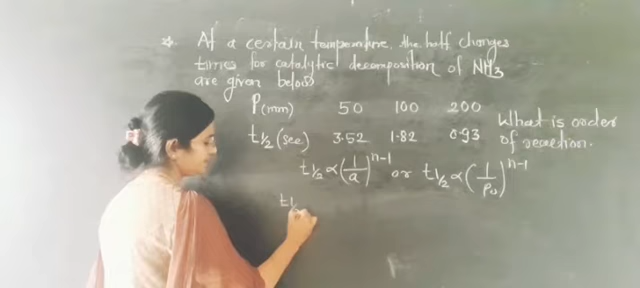 * At a certain temperature, the half changes
times for catalytic decomposition of NH3
are given below
P(mm) 50 100 200
t1/2 (sec) 3.52 1.82 0.93
What is order
of reaction.
t1/2 ∝ (1/a)^n-1 or t1/2 ∝ (1/P0)^n-1
t1/